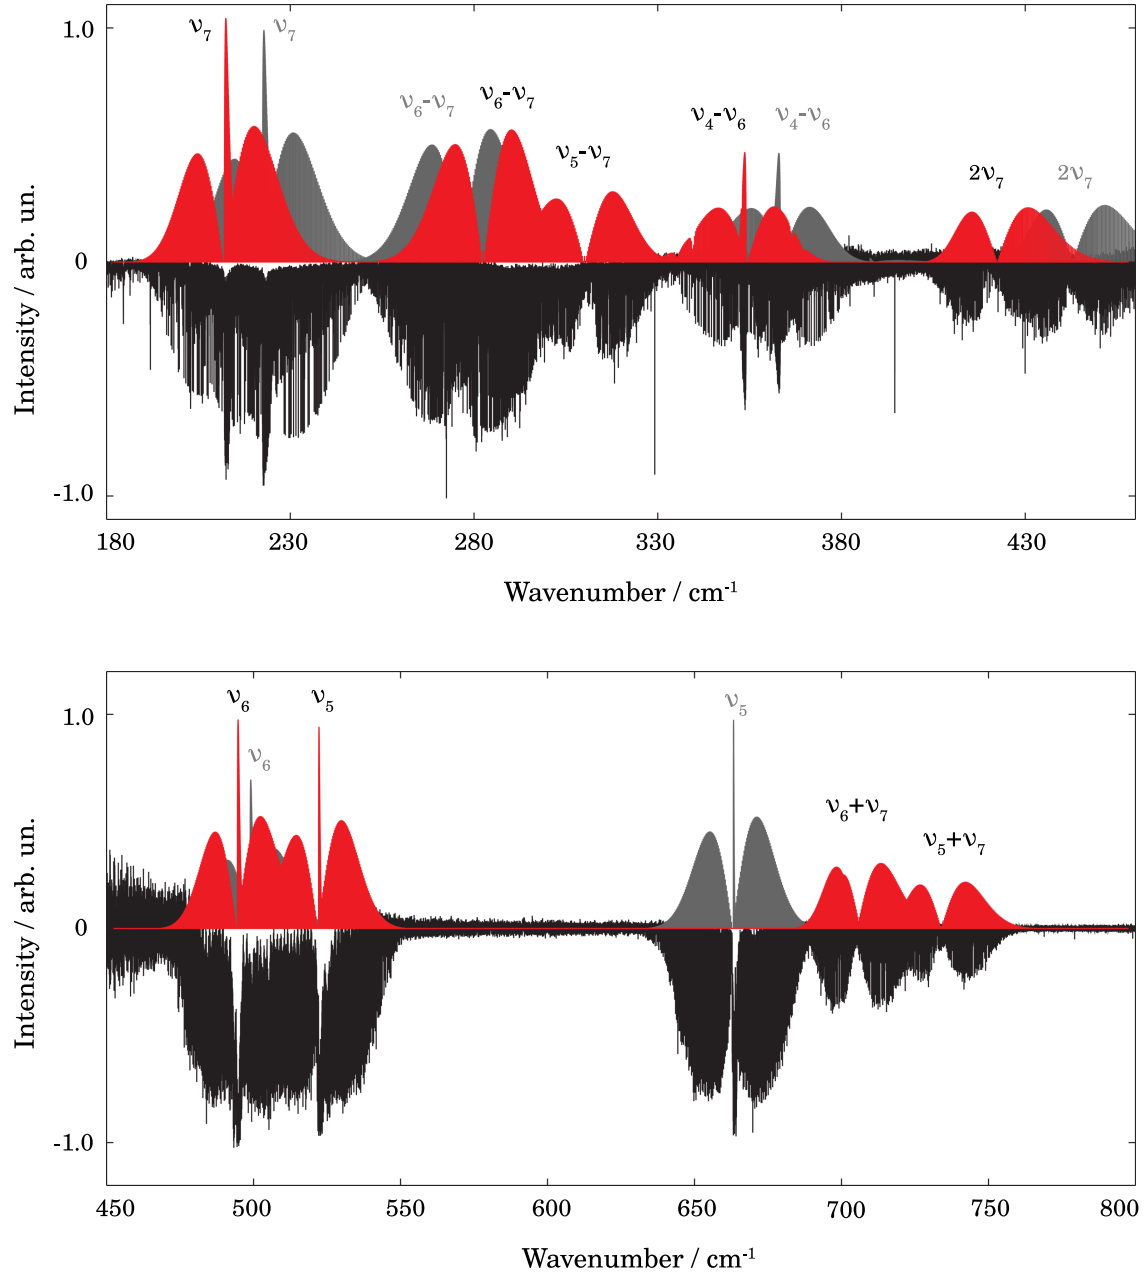 ν7 ν7
ν6-ν7 ν6-ν7
ν5-ν7
ν4-ν6 ν4-ν6
2ν7 2ν7
1.0
0
-1.0
Intensity / arb. un.
180 230 280 330 380 430
Wavenumber / cm-1
ν6 ν5 ν5
ν6
ν6+ν7
ν5+ν7
1.0
0
-1.0
Intensity / arb. un.
450 500 550 600 650 700 750 800
Wavenumber / cm-1